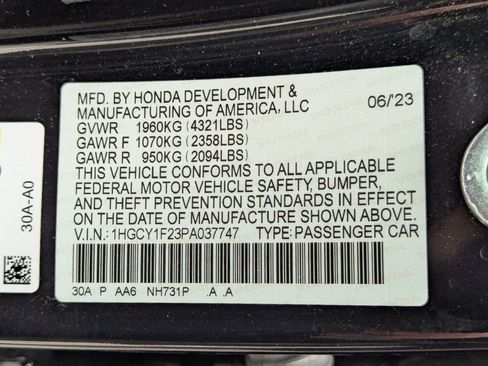 MFD. BY HONDA DEVELOPMENT &
MANUFACTURING OF AMERICA, LLC 06/'23
GVWR 1960KG (4321LBS)
GAWR F 1070KG (2358LBS)
GAWR R 950KG (2094LBS)
THIS VEHICLE CONFORMS TO ALL APPLICABLE
FEDERAL MOTOR VEHICLE SAFETY, BUMPER,
AND THEFT PREVENTION STANDARDS IN EFFECT
ON THE DATE OF MANUFACTURE SHOWN ABOVE.
V.I.N.: 1HGCY1F23PA037747 TYPE: PASSENGER CAR
30A P AA6 NH731P .A .A
30A-A0